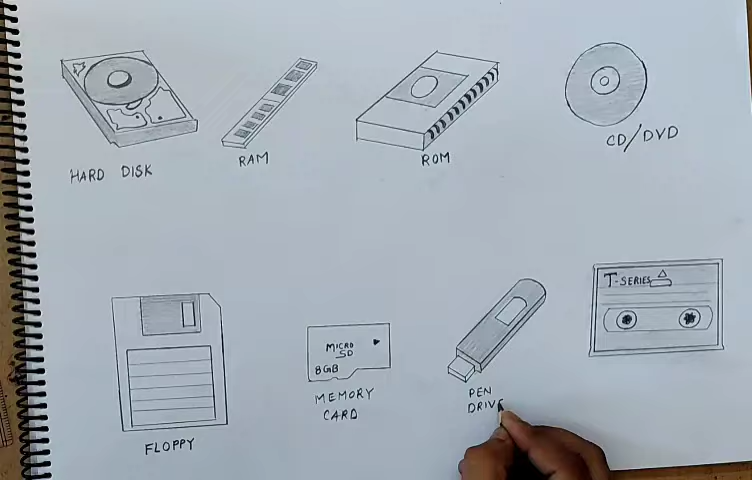 HARD DISK
RAM
ROM
CD/DVD
T-SERIES
MICRO
SD
8GB
FLOPPY
MEMORY
CARD
PEN
DRIVE